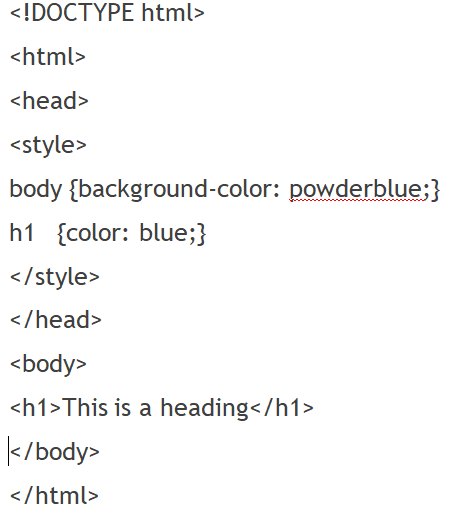 <!DOCTYPE html>
<html>
<head>
<style>
body {background-color: powderblue;}
h1   {color: blue;}
</style>
</head>
<body>
<h1>This is a heading</h1>
</body>
</html>